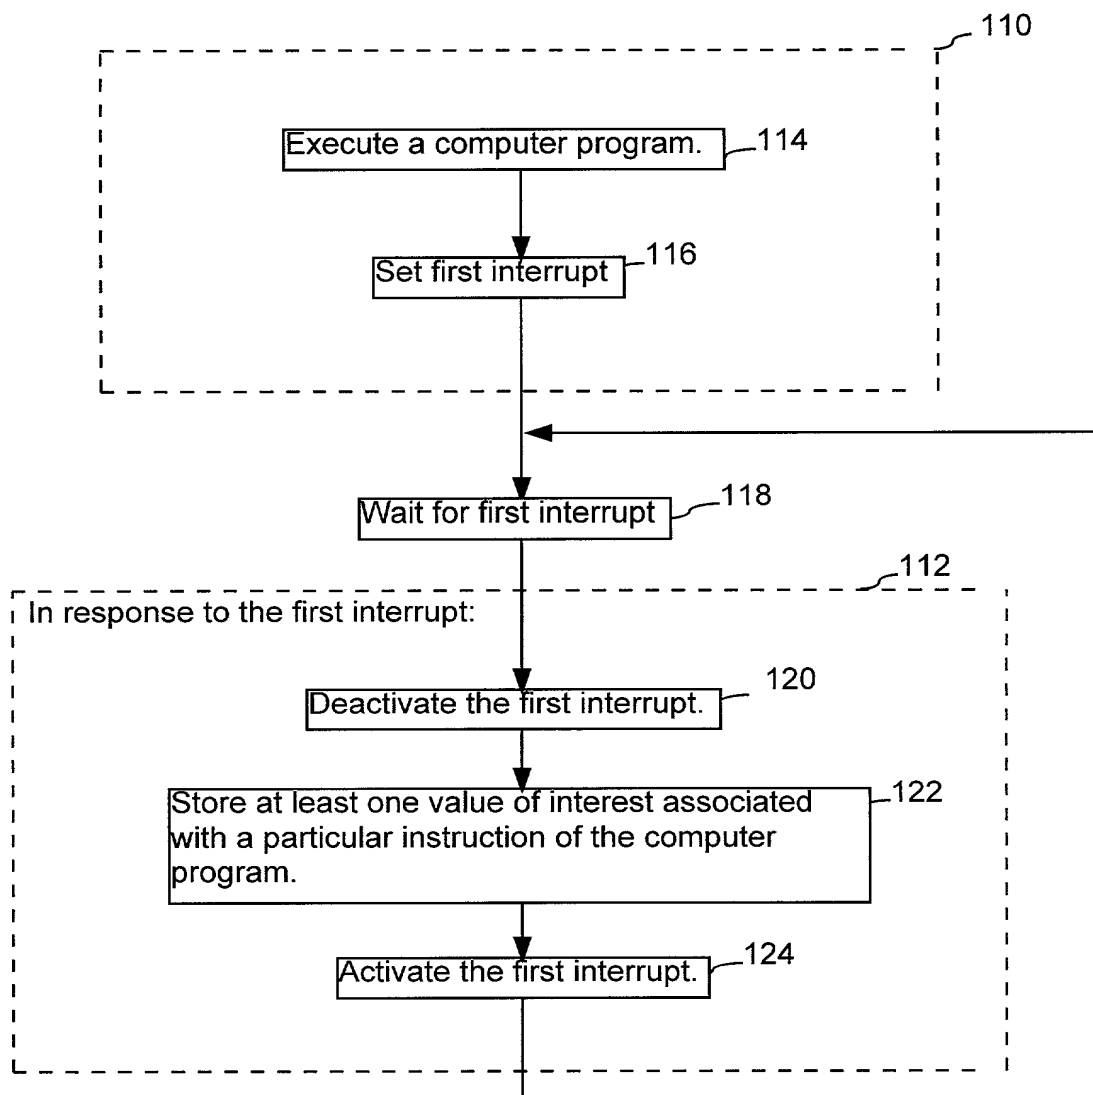 110
Execute a computer program.
114
Set first interrupt
116
Wait for first interrupt
118
112
In response to the first interrupt:
Deactivate the first interrupt.
120
Store at least one value of interest associated
with a particular instruction of the computer
program.
122
Activate the first interrupt.
124